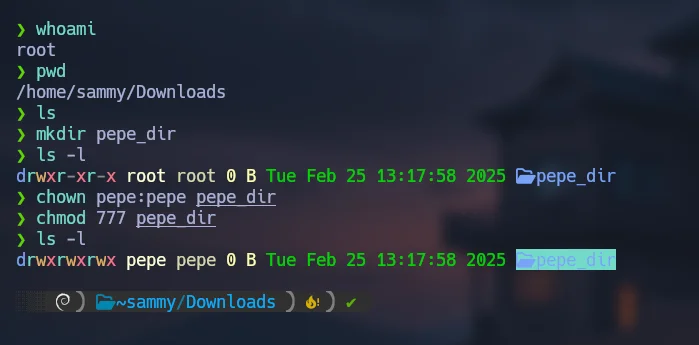 ❯ whoami
root
❯ pwd
/home/sammy/Downloads
❯ ls
❯ mkdir pepe_dir
❯ ls -l
drwxr-xr-x root root 0 B Tue Feb 25 13:17:58 2025 pepe_dir
❯ chown pepe:pepe pepe_dir
❯ chmod 777 pepe_dir
❯ ls -l
drwxrwxrwx pepe pepe 0 B Tue Feb 25 13:17:58 2025 pepe_dir
) ~sammy/Downloads ) ! ) ✔